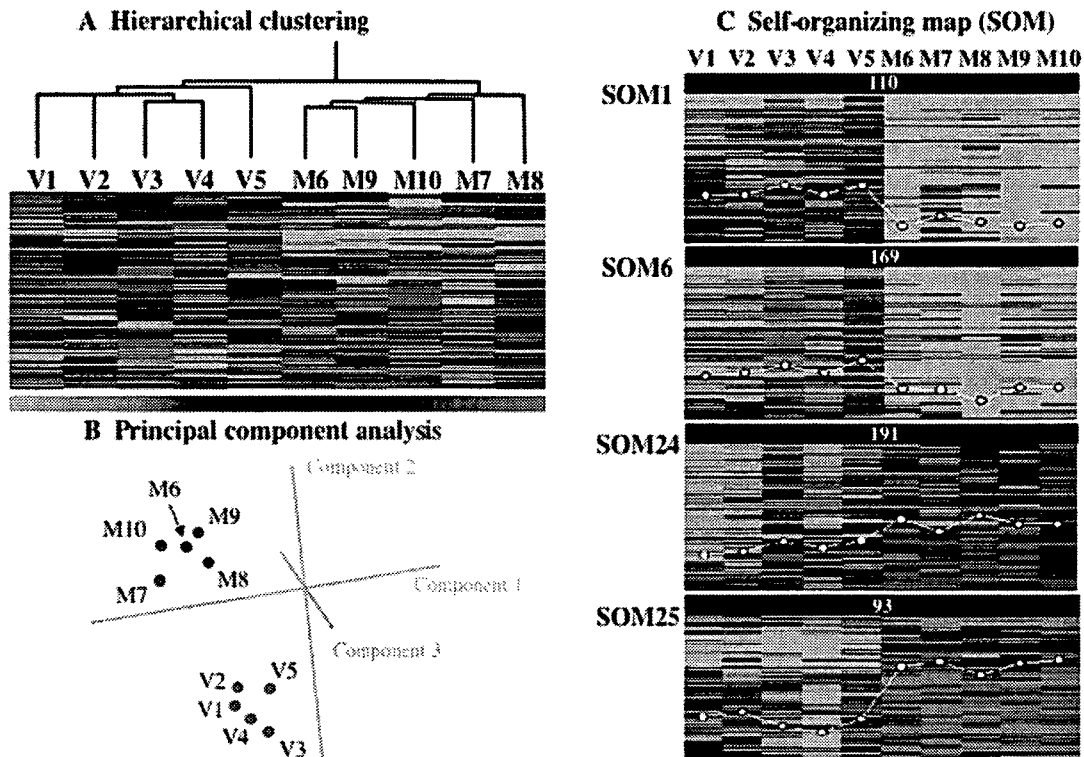 A Hierarchical clustering
V1 V2 V3 V4 V5 M6 M9 M10 M7 M8
B Principal component analysis
Component 2
M6
M9
M10
M8
M7
Component 1
Component 3
V2
V5
V1
V4
V3
C Self-organizing map (SOM)
V1 V2 V3 V4 V5 M6 M7 M8 M9 M10
SOM1
110
SOM6
169
SOM24
191
SOM25
93